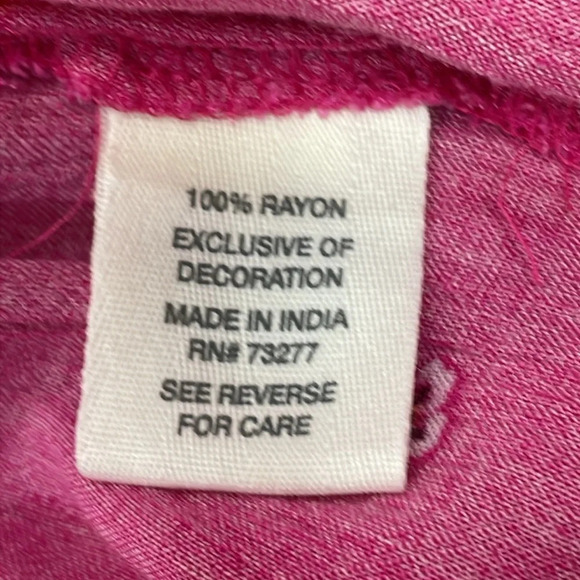 100% RAYON
EXCLUSIVE OF
DECORATION
MADE IN INDIA
RN# 73277
SEE REVERSE
FOR CARE